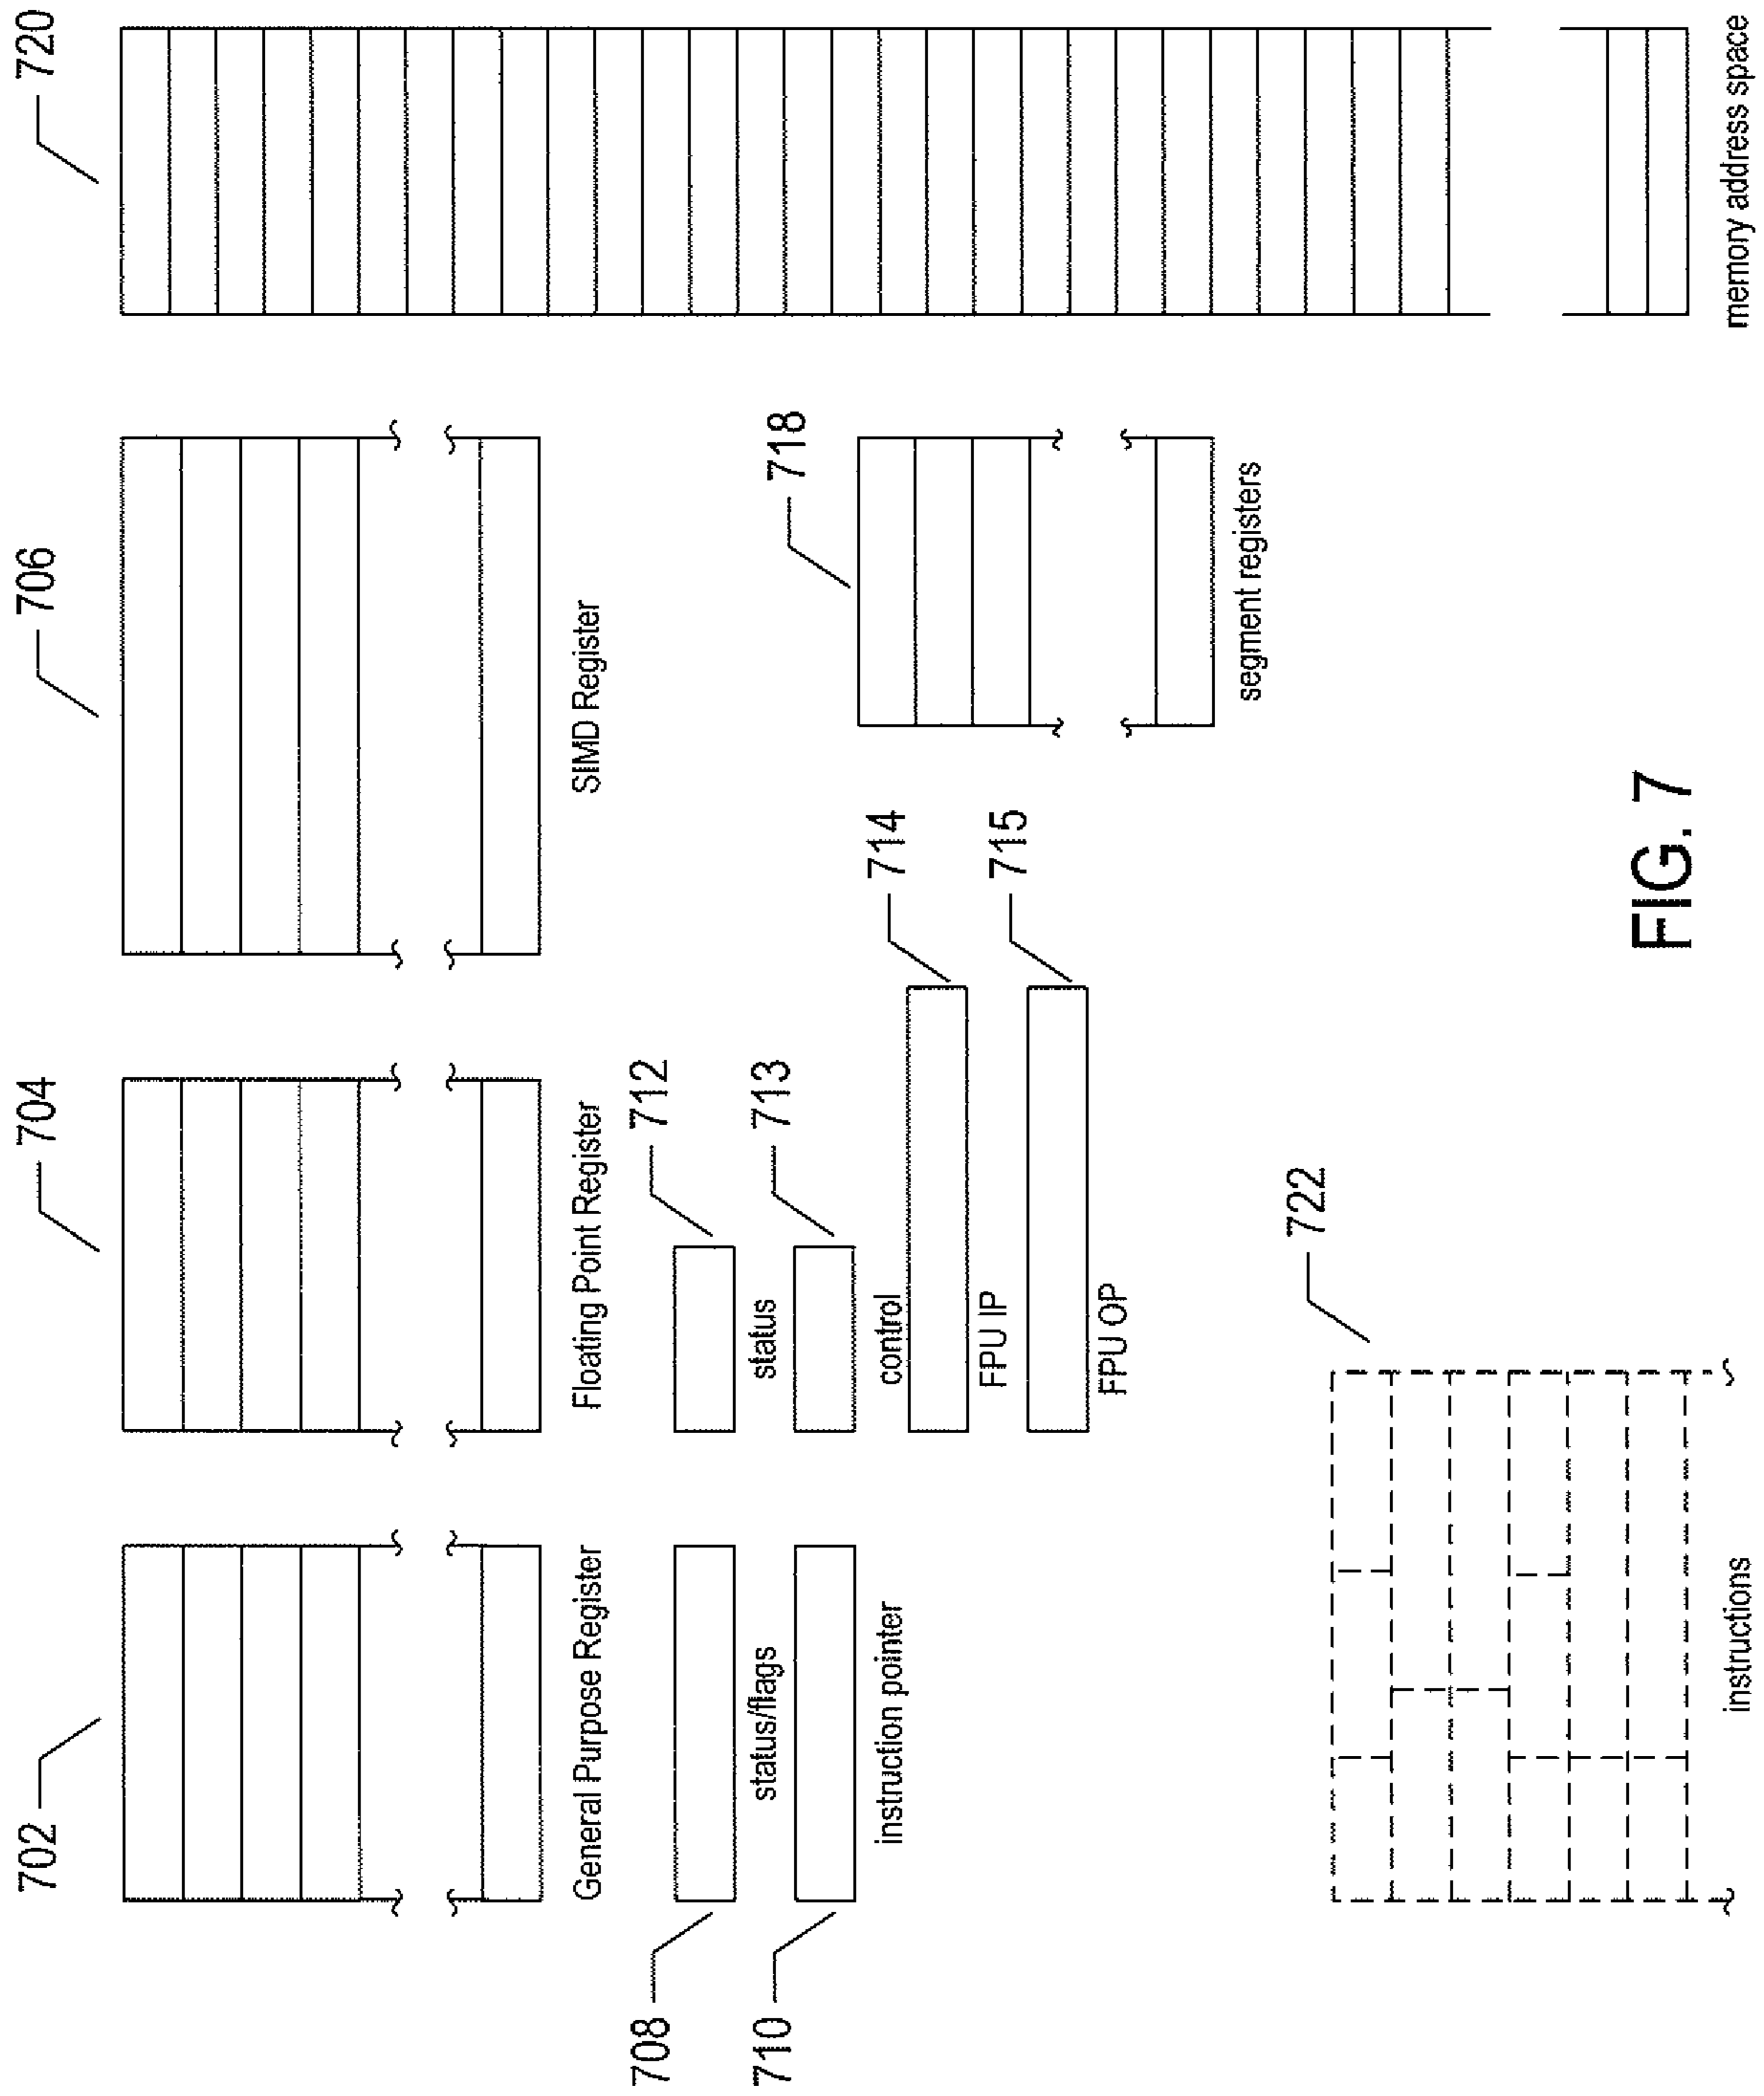 702
704
706
720
General Purpose Register
Floating Point Register
SIMD Register
708
status/flags
712
status
718
710
instruction pointer
713
control
714
FPU IP
715
FPU OP
segment registers
722
instructions
FIG. 7
memory address space